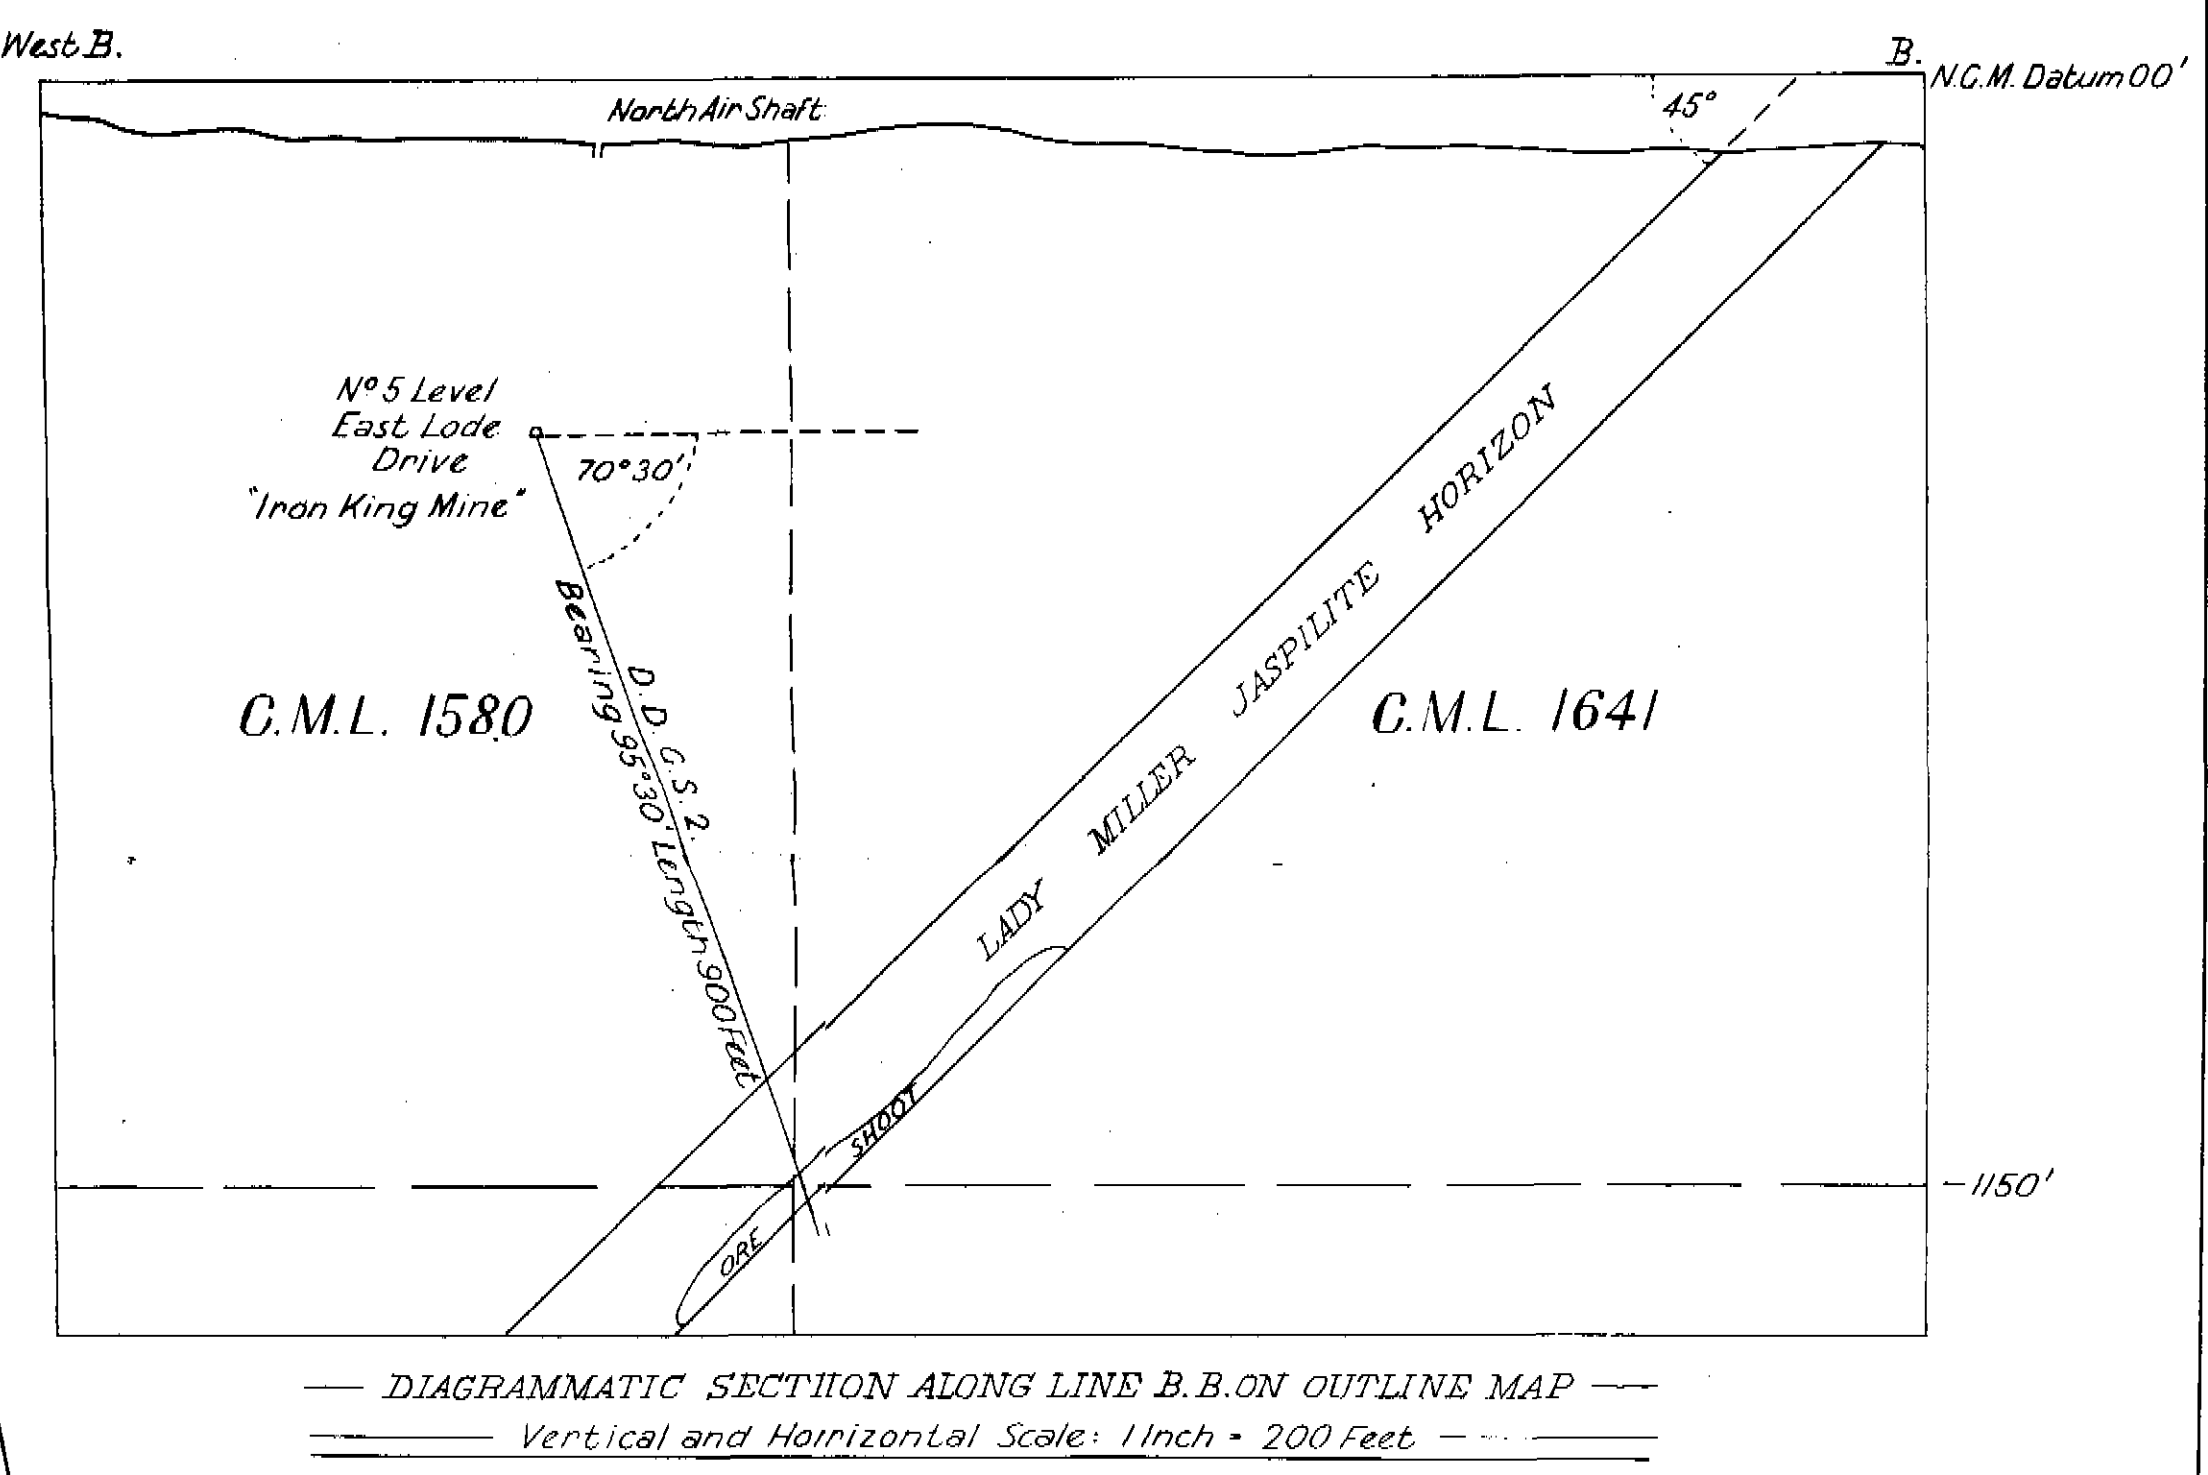 West B.
B.
N.G.M. Datum 00'
North Air Shaft
45°
Nº 5 Level
East Lode
Drive
"Iron King Mine"
70°30'
D. D. G. S. 2.
Bearing 95°30' Length 900 Feet
C.M.L. 1580
C.M.L. 1641
LADY MILLER JASPILITE HORIZON
ORE SHOOT
-1150'
DIAGRAMMATIC SECTION ALONG LINE B.B. ON OUTLINE MAP
Vertical and Horizontal Scale: 1 Inch = 200 Feet